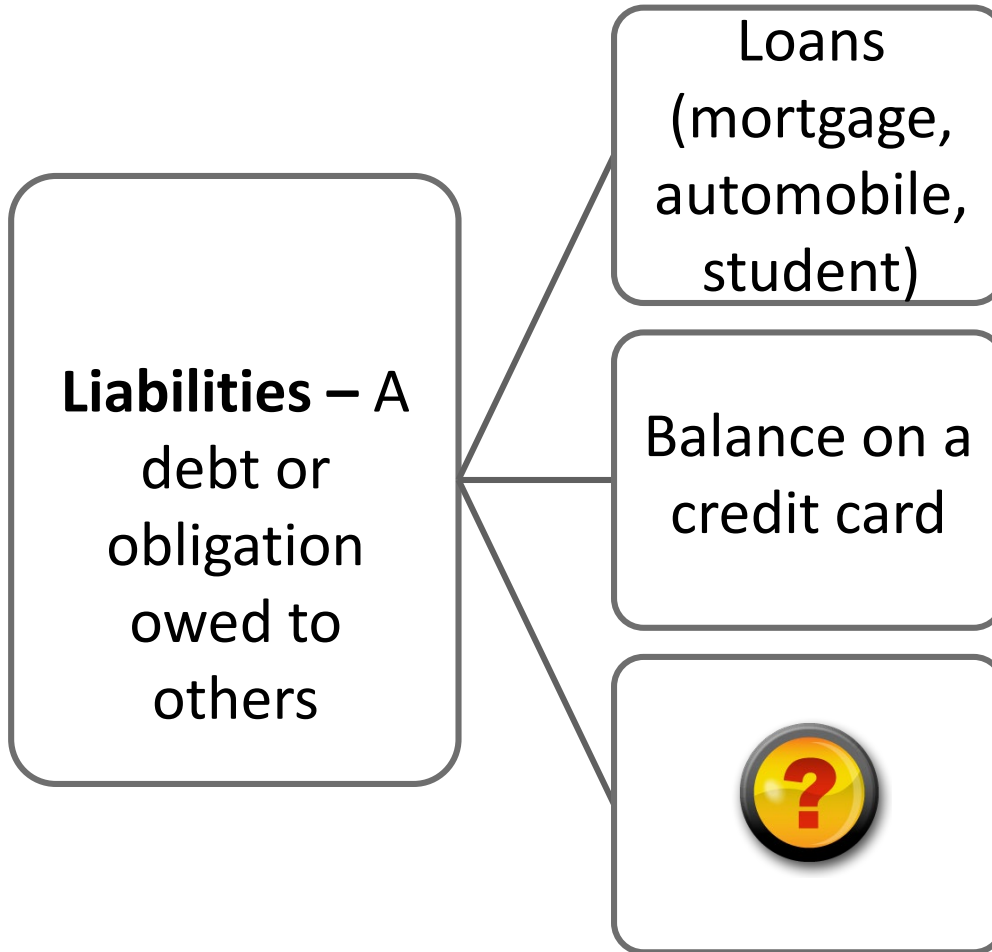 Liabilities – A
debt or
obligation
owed to
others
Loans
(mortgage,
automobile,
student)
Balance on a
credit card
?